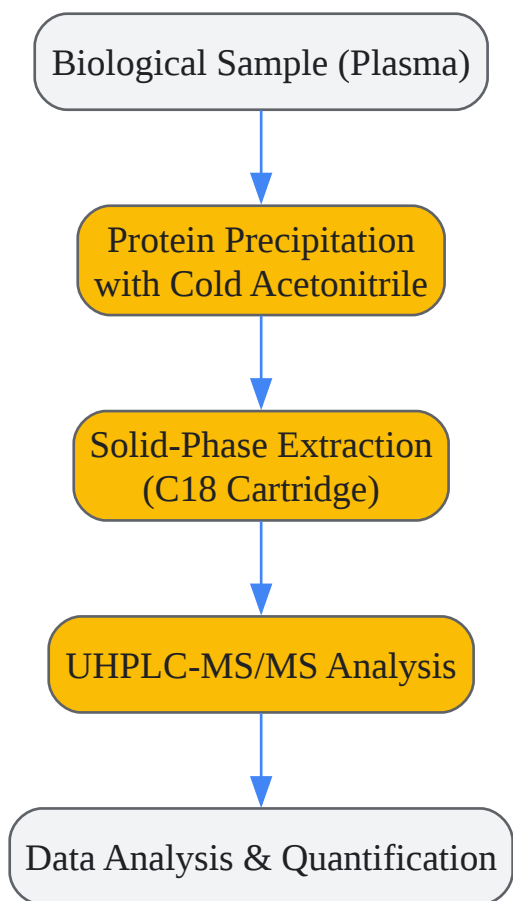 Biological Sample (Plasma)
Protein Precipitation
with Cold Acetonitrile
Solid-Phase Extraction
(C18 Cartridge)
UHPLC-MS/MS Analysis
Data Analysis & Quantification